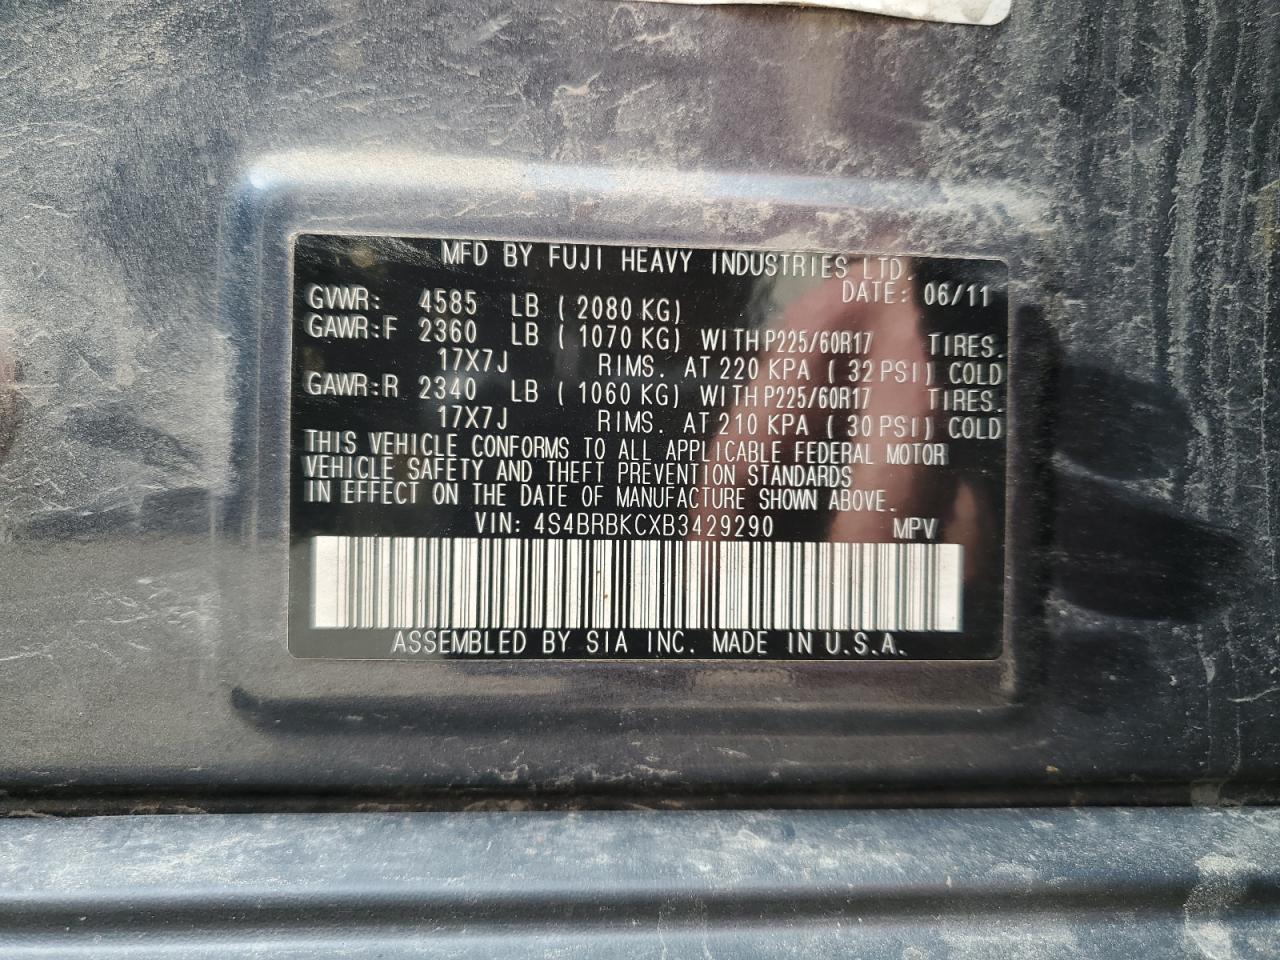 MFD BY FUJI HEAVY INDUSTRIES LTD.
DATE: 06/11
GVWR: 4585 LB ( 2080 KG)
GAWR:F 2360 LB ( 1070 KG) WITH P225/60R17 TIRES.
17X7J RIMS. AT 220 KPA ( 32 PSI) COLD
GAWR:R 2340 LB ( 1060 KG) WITH P225/60R17 TIRES.
17X7J RIMS. AT 210 KPA ( 30 PSI) COLD
THIS VEHICLE CONFORMS TO ALL APPLICABLE FEDERAL MOTOR
VEHICLE SAFETY AND THEFT PREVENTION STANDARDS
IN EFFECT ON THE DATE OF MANUFACTURE SHOWN ABOVE.
VIN: 4S4BRBKCXB3429290 MPV
ASSEMBLED BY SIA INC. MADE IN U.S.A.